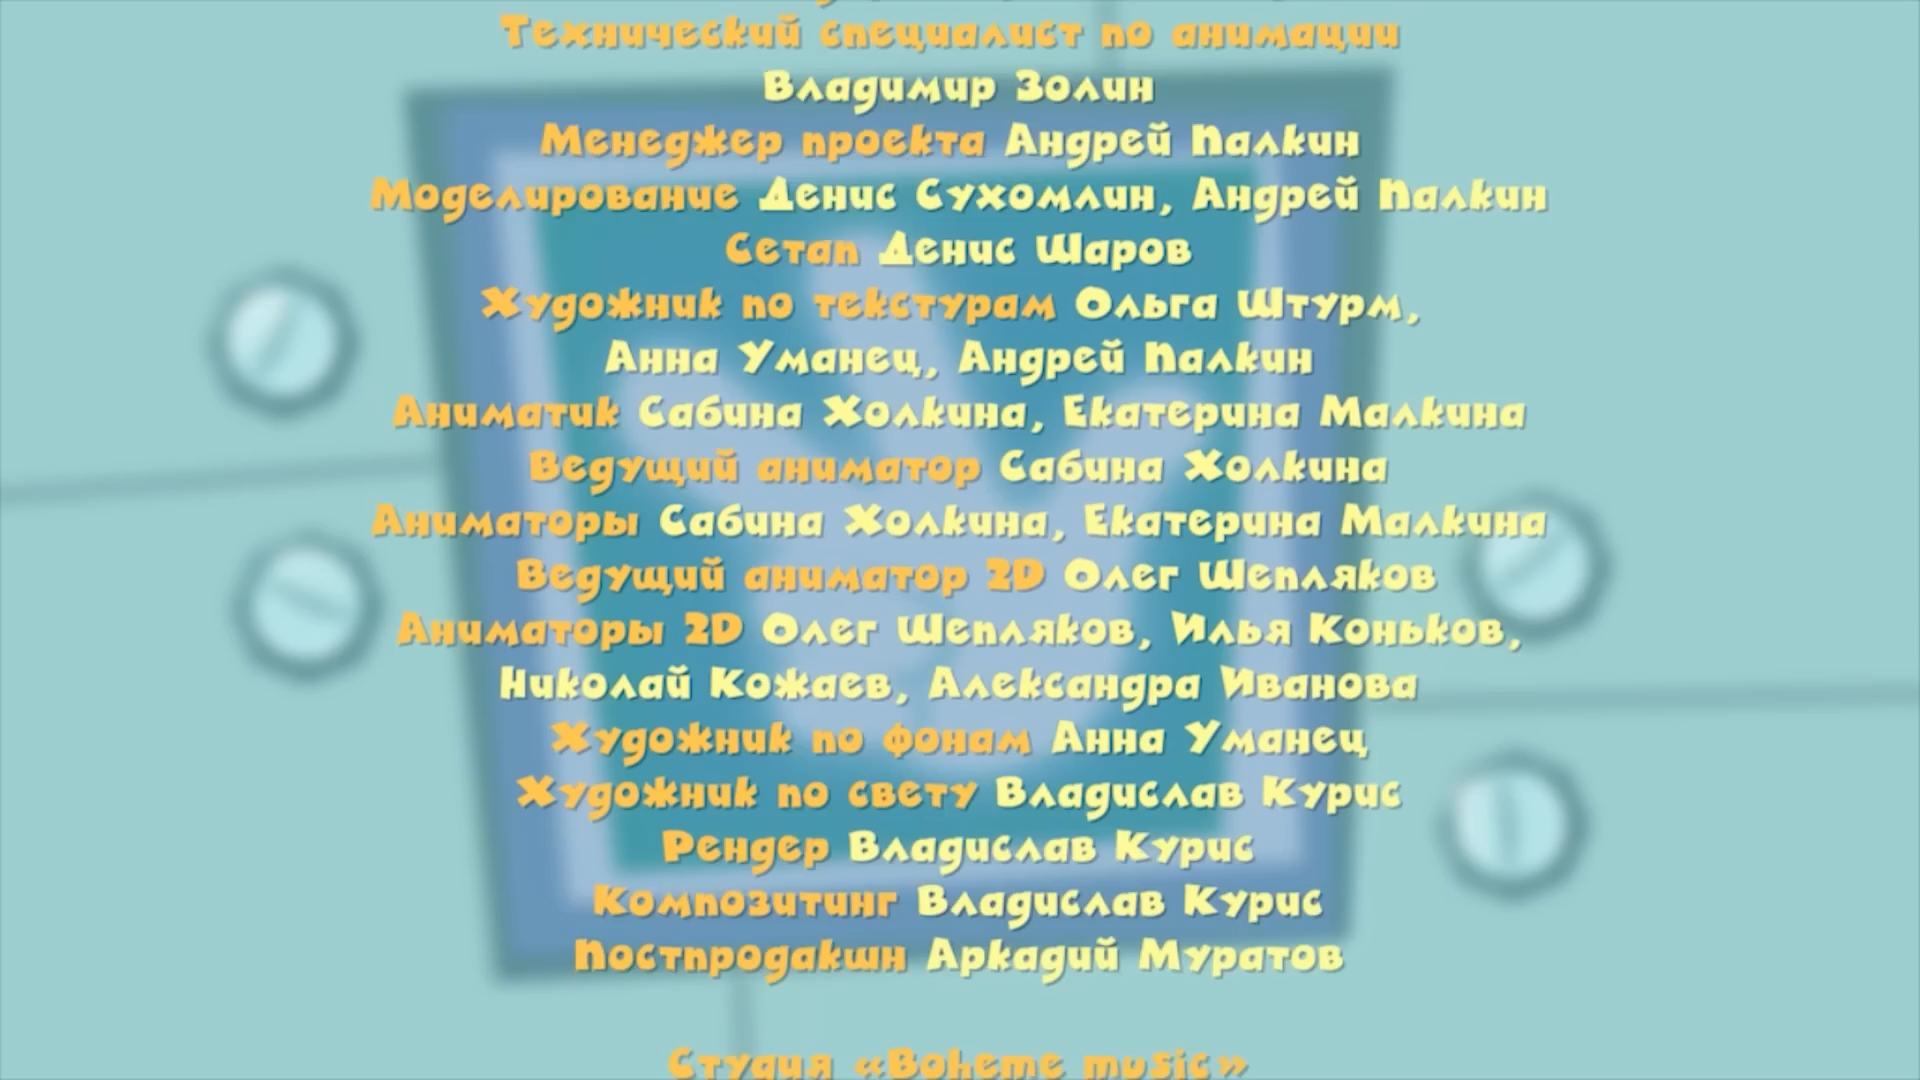 Технический специалист по анимации
Владимир Золин
Менеджер проекта Андрей Палкин
Моделирование Денис Сухомлин, Андрей Палкин
Сетап Денис Шаров
Художник по текстурам Ольга Штурм,
Анна Уманец, Андрей Палкин
Аниматик Сабина Холкина, Екатерина Малкина
Ведущий аниматор Сабина Холкина
Аниматоры Сабина Холкина, Екатерина Малкина
Ведущий аниматор 2D Олег Шепляков
Аниматоры 2D Олег Шепляков, Илья Коньков,
Николай Кожаев, Александра Иванова
Художник по фонам Анна Уманец
Художник по свету Владислав Курис
Рендер Владислав Курис
Композитинг Владислав Курис
Постпродакшн Аркадий Муратов
Студия «Boheme music»